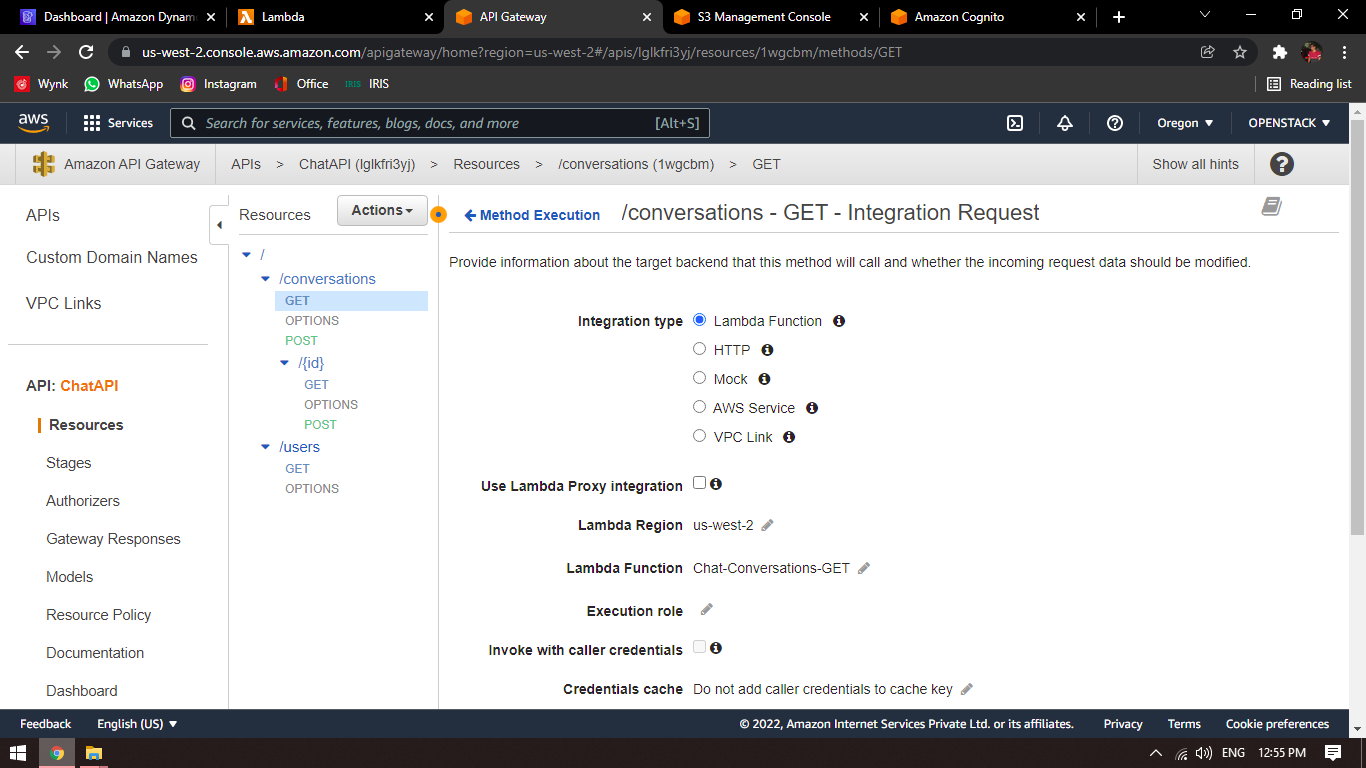 Dashboard | Amazon Dynam
Lambda
API Gateway
S3 Management Console
Amazon Cognito
us-west-2.console.aws.amazon.com/apigateway/home?region=us-west-2#/apis/lglkfri3yj/resources/1wgcbm/methods/GET
Wynk
WhatsApp
Instagram
Office
IRIS IRIS
Reading list
aws
Services
Search for services, features, blogs, docs, and more
[Alt+S]
Oregon
OPENSTACK
Amazon API Gateway
APIs > ChatAPI (lglkfri3yj) > Resources > /conversations (1wgcbm) > GET
Show all hints
APIs
Custom Domain Names
VPC Links
API: ChatAPI
Resources
Stages
Authorizers
Gateway Responses
Models
Resource Policy
Documentation
Dashboard
Resources
Actions
/
/conversations
GET
OPTIONS
POST
/{id}
GET
OPTIONS
POST
/users
GET
OPTIONS
Method Execution
/conversations - GET - Integration Request
Provide information about the target backend that this method will call and whether the incoming request data should be modified.
Integration type Lambda Function
HTTP
Mock
AWS Service
VPC Link
Use Lambda Proxy integration
Lambda Region us-west-2
Lambda Function Chat-Conversations-GET
Execution role
Invoke with caller credentials
Credentials cache Do not add caller credentials to cache key
Feedback
English (US)
© 2022, Amazon Internet Services Private Ltd. or its affiliates.
Privacy
Terms
Cookie preferences
ENG
12:55 PM